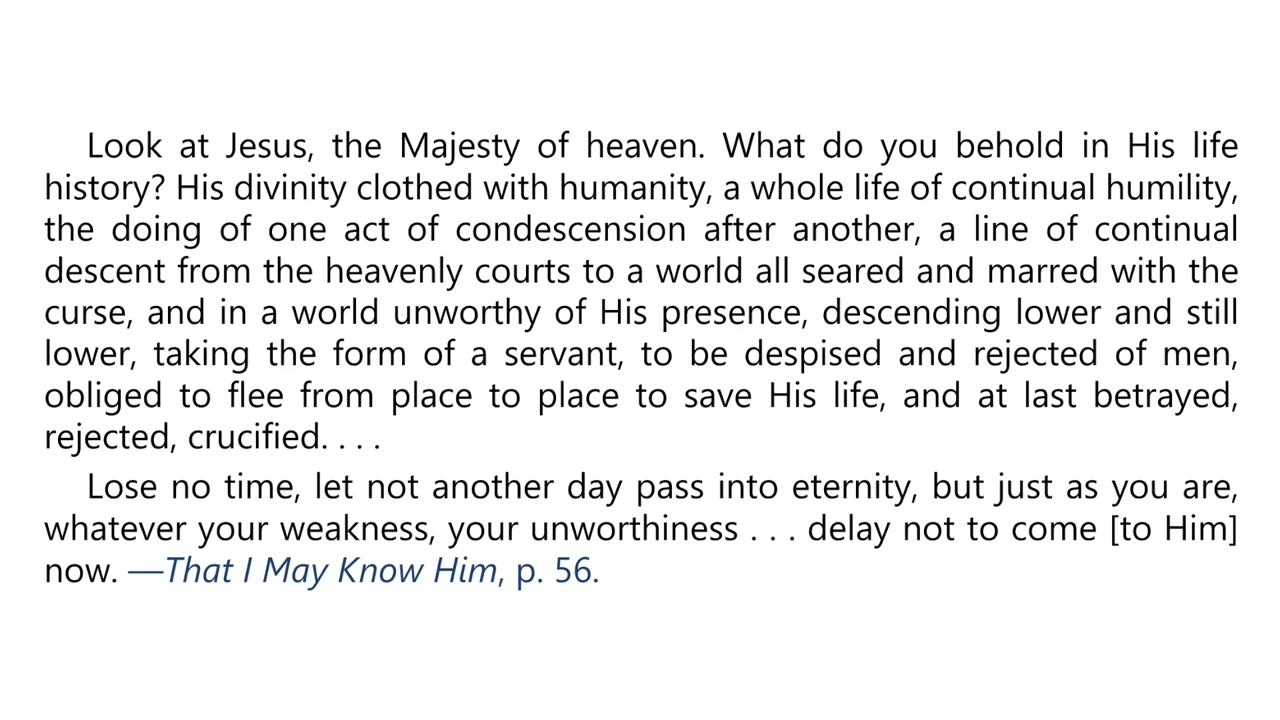 Look at Jesus, the Majesty of heaven. What do you behold in His life
history? His divinity clothed with humanity, a whole life of continual humility,
the doing of one act of condescension after another, a line of continual
descent from the heavenly courts to a world all seared and marred with the
curse, and in a world unworthy of His presence, descending lower and still
lower, taking the form of a servant, to be despised and rejected of men,
obliged to flee from place to place to save His life, and at last betrayed,
rejected, crucified. . . .
Lose no time, let not another day pass into eternity, but just as you are,
whatever your weakness, your unworthiness . . . delay not to come [to Him]
now. —That I May Know Him, p. 56.